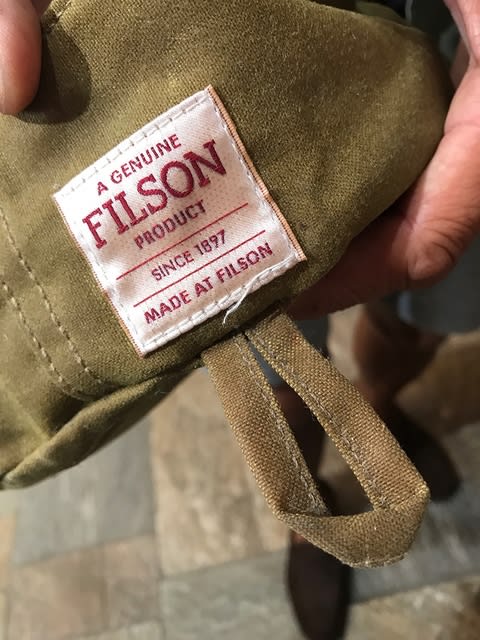 A GENUINE
FILSON
PRODUCT
SINCE 1897
MADE AT FILSON